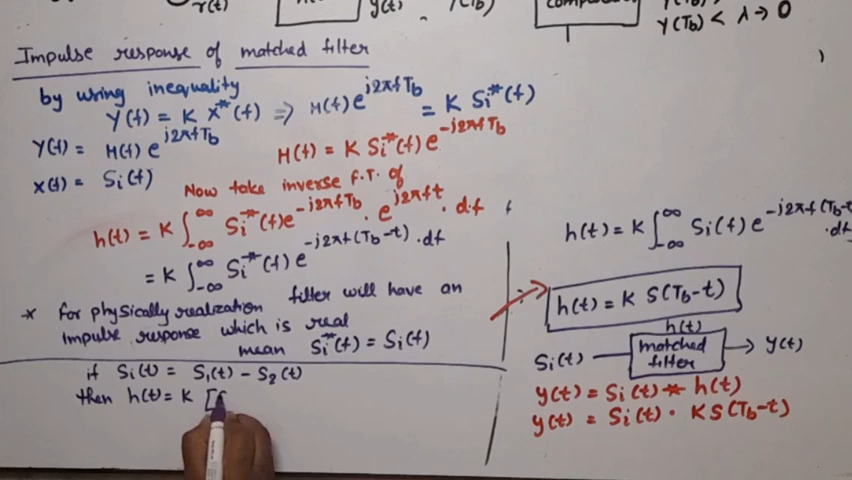 r(t) y(t) Y(Tb) comparator Y(Tb) >
Y(Tb) < λ → 0
Impulse response of matched filter
by using inequality
Y(f) = K X*(f) ⇒ H(f) e^{j2πfTb} = K Si*(f)
Y(f) = H(f) e^{j2πfTb}
H(f) = K Si*(f) e^{-j2πfTb}
X(f) = Si(f)
Now take inverse F.T. of
h(t) = K ∫_{-∞}^{∞} Si*(f) e^{-j2πfTb} . e^{j2πft} . df
= K ∫_{-∞}^{∞} Si*(f) e^{-j2πf(Tb-t)} . df
* for physically realization filter will have an
Impulse response which is real
mean Si*(f) = Si(f)
if Si(t) = S1(t) - S2(t)
then h(t) = K [
h(t) = K ∫_{-∞}^{∞} Si(f) e^{-j2πf(Tb-t)} . df
h(t) = K S(Tb-t)
h(t)
Si(t) matched filter → y(t)
y(t) = Si(t) * h(t)
y(t) = Si(t) . K S(Tb-t)